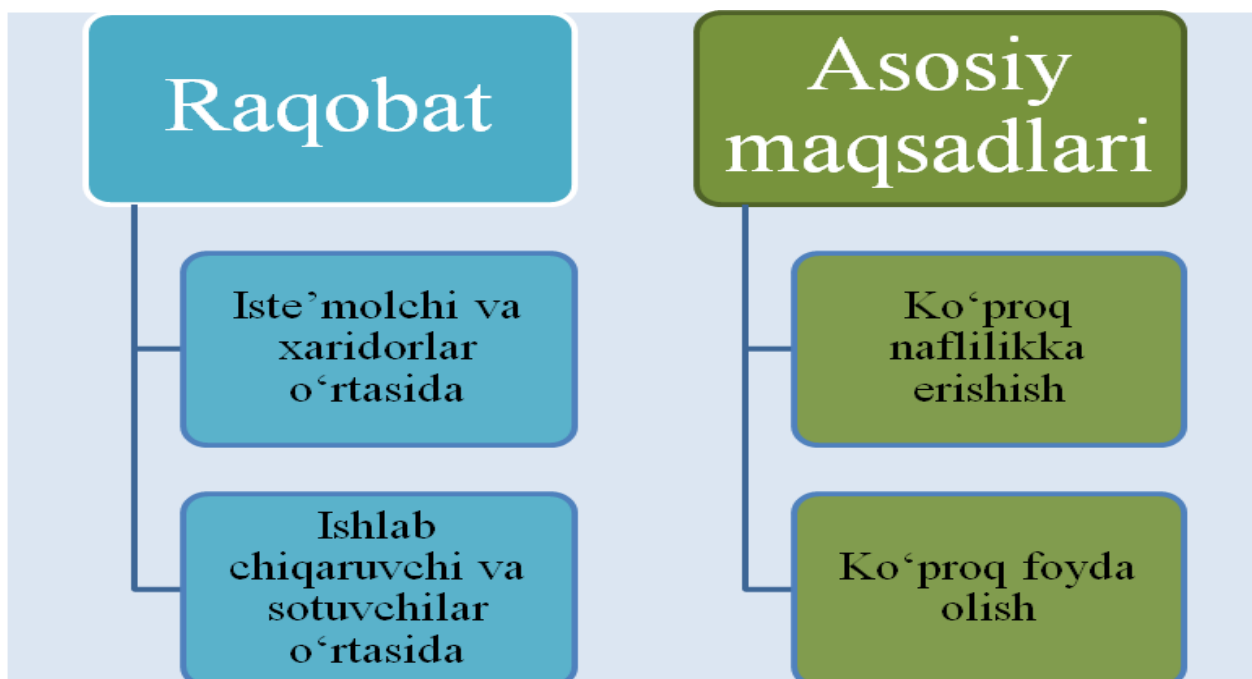 Raqobat
Iste’molchi va
xaridorlar
o‘rtasida
Ishlab
chiqaruvchi va
sotuvchilar
o‘rtasida
Asosiy
maqsadlari
Ko‘proq
naflilikka
erishish
Ko‘proq foyda
olish